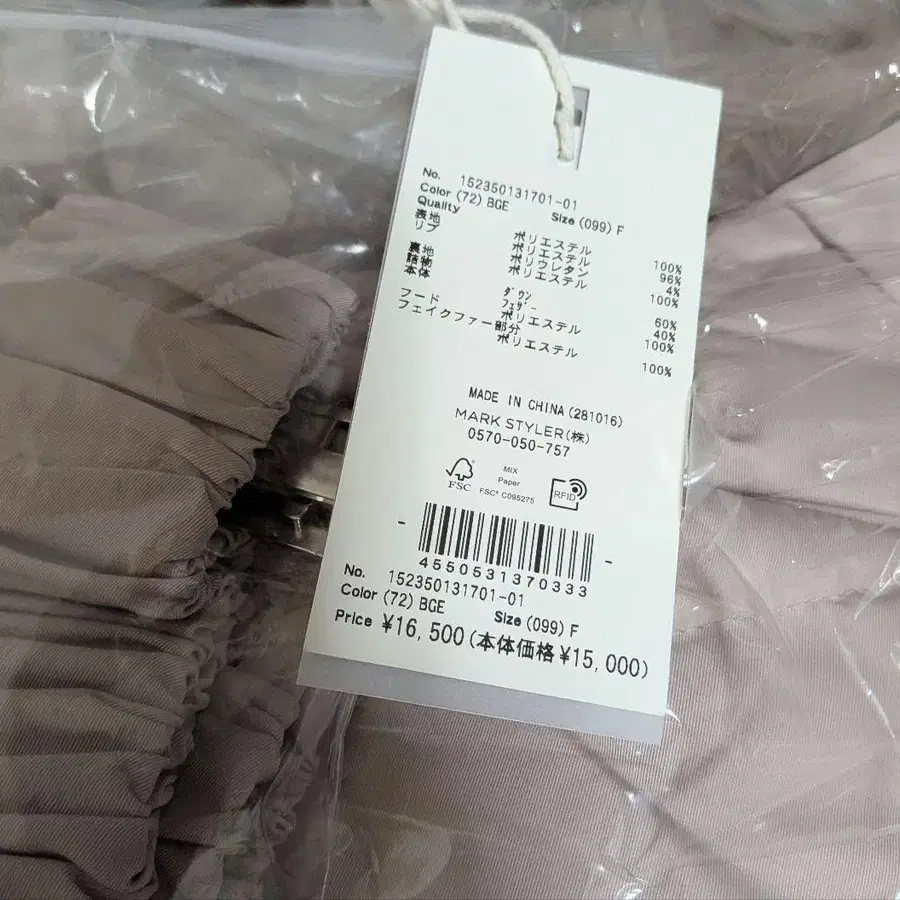 No. 152350131701-01
Color (72) BGE Size (099) F
Quality
表地 ポリエステル 100%
リブ ポリエステル 96%
ポリウレタン 4%
裏地 ポリエステル 100%
詰物
本体 ダウン 60%
フェザー 40%
フード ポリエステル 100%
フェイクファー部分
ポリエステル 100%
MADE IN CHINA(281016)
MARK STYLER(株)
0570-050-757
FSC® MIX
Paper
FSC® C095275
RFID
4550531370333
No. 152350131701-01
Color (72) BGE Size (099) F
Price ¥16,500(本体価格¥15,000)